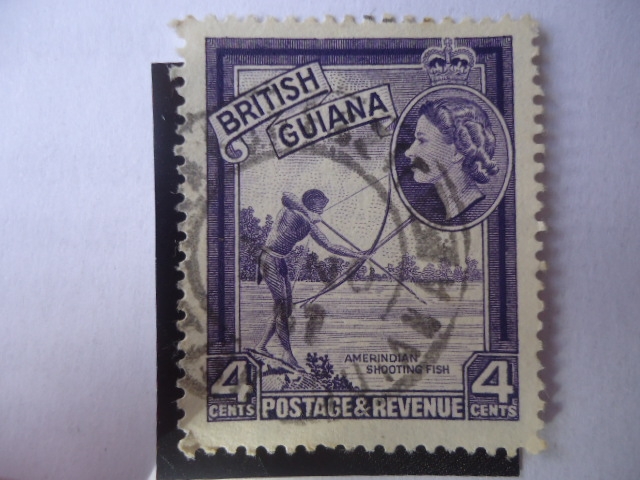 BRITISH
GUIANA
AMERINDIAN
SHOOTING FISH
4 CENTS POSTAGE & REVENUE 4 CENTS